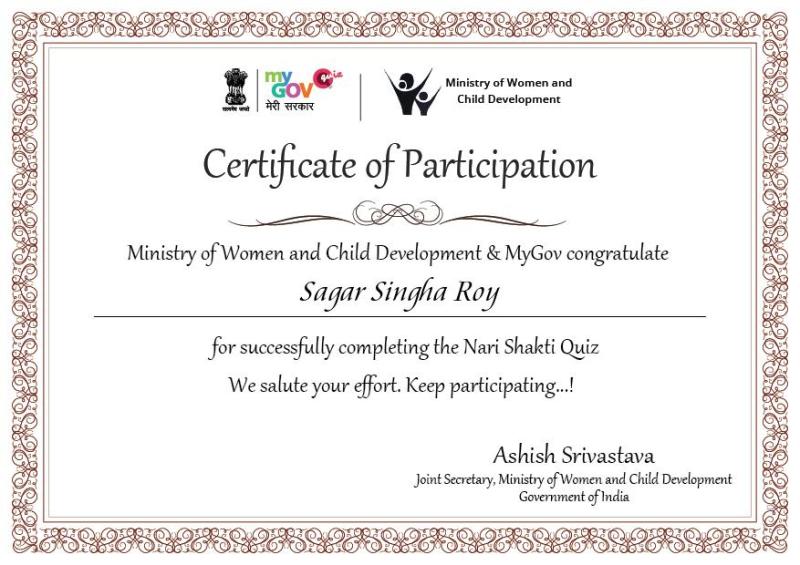 सत्यमेव जयते
my
GOV
quiz
मेरी सरकार
Ministry of Women and
Child Development
Certificate of Participation
Ministry of Women and Child Development & MyGov congratulate
Sagar Singha Roy
for successfully completing the Nari Shakti Quiz
We salute your effort. Keep participating...!
Ashish Srivastava
Joint Secretary, Ministry of Women and Child Development
Government of India